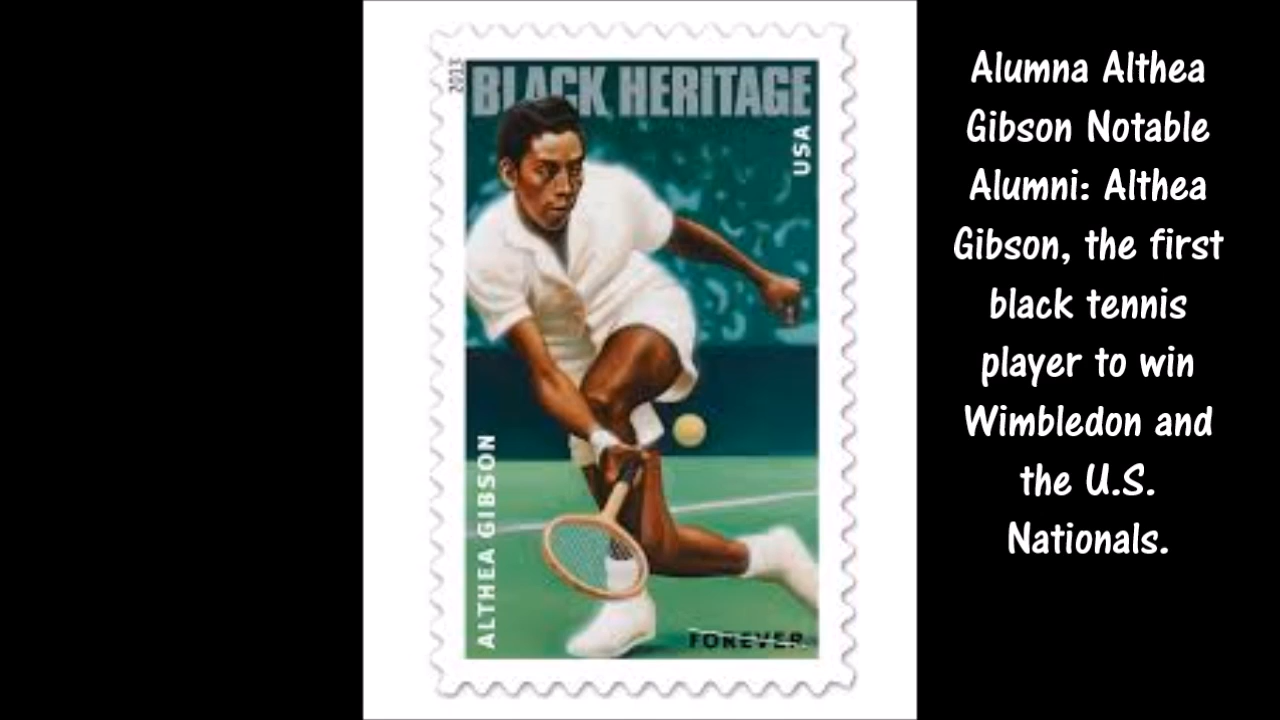 2013
BLACK HERITAGE
USA
ALTHEA GIBSON
FOREVER
Alumna Althea
Gibson Notable
Alumni: Althea
Gibson, the first
black tennis
player to win
Wimbledon and
the U.S.
Nationals.